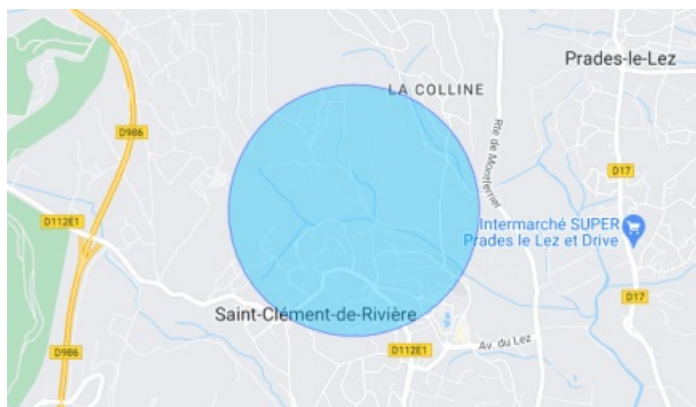 Prades-le-Lez
LA COLLINE
D986
Rte de Montferrier
D17
D112E1
Intermarché SUPER
Prades le Lez et Drive
D17
Saint-Clément-de-Rivière
Av. du Lez
D986
D112E1